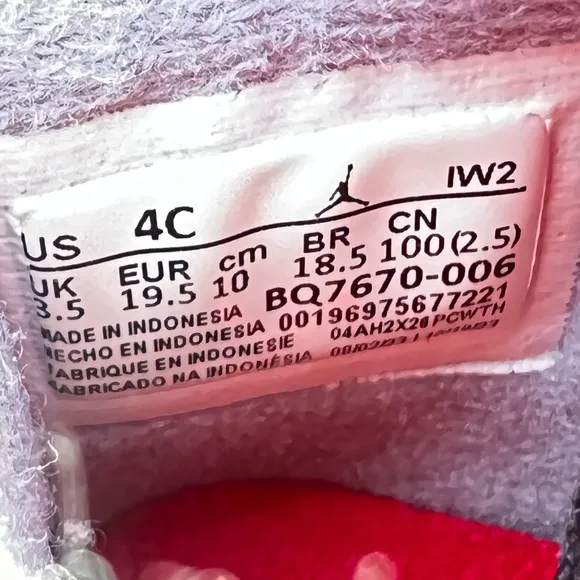 US 4C IW2
UK EUR cm BR CN
3.5 19.5 10 18.5 100(2.5)
BQ7670-006
MADE IN INDONESIA 00196975677221
HECHO EN INDONESIA 04AH2X26 PCWTH
FABRIQUE EN INDONESIE
FABRICADO NA INDONÉSIA